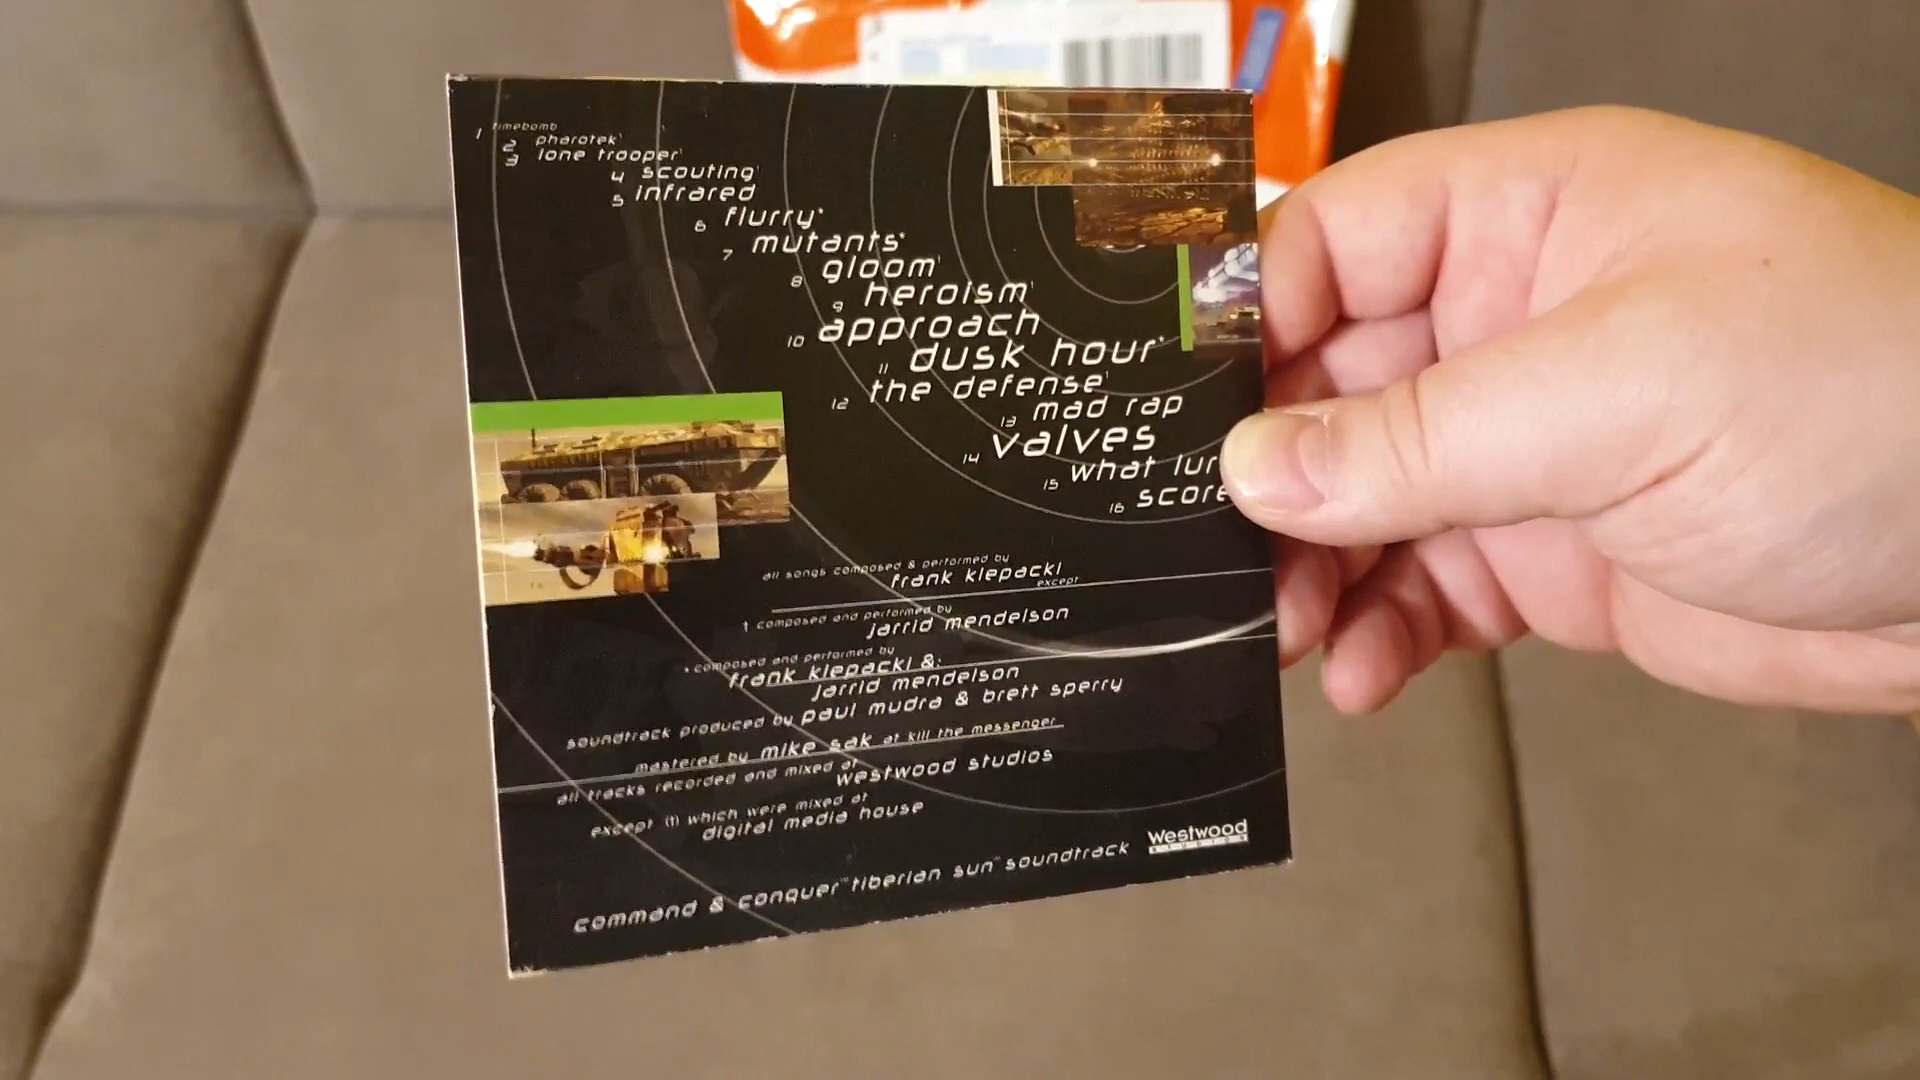 1 timebomb
2 pharotek†
3 lone trooper†
4 scouting†
5 infrared
6 flurry*
7 mutants*
8 gloom†
9 heroism†
10 approach
11 dusk hour*
12 the defense†
13 mad rap
14 valves
15 what lur
16 score
all songs composed & performed by
frank klepacki
except
† composed and performed by
jarrid mendelson
* composed and performed by
frank klepacki &
jarrid mendelson
soundtrack produced by paul mudra & brett sperry
mastered by mike sak at kill the messenger
all tracks recorded and mixed at
westwood studios
except (†) which were mixed at
digital media house
command & conquer™ tiberian sun™ soundtrack
Westwood
STUDIOS